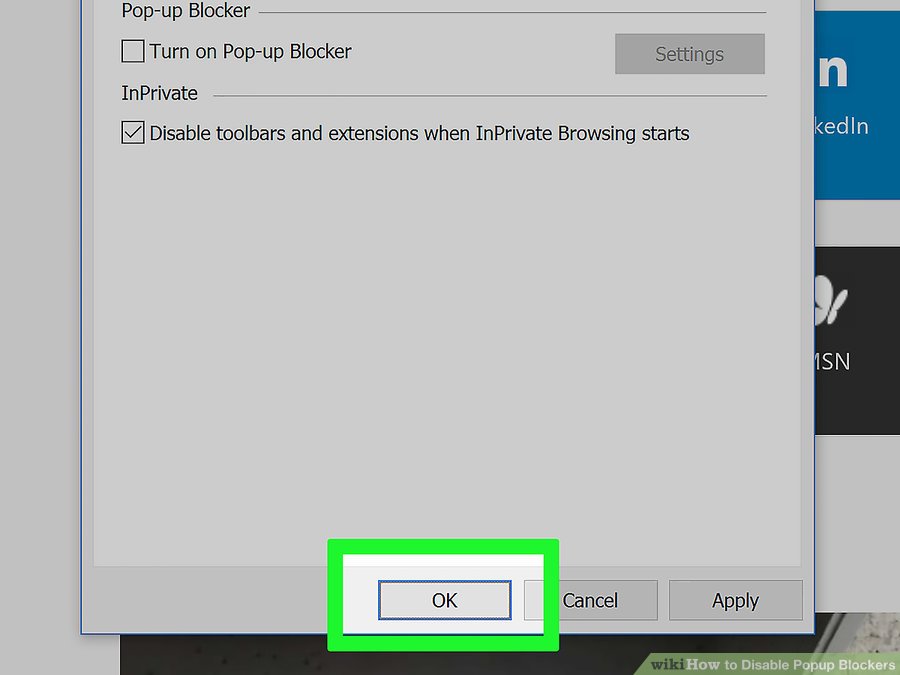 Pop-up Blocker
Turn on Pop-up Blocker
Settings
InPrivate
Disable toolbars and extensions when InPrivate Browsing starts
n
kedIn
MSN
OK
Cancel
Apply
wikiHow to Disable Popup Blockers